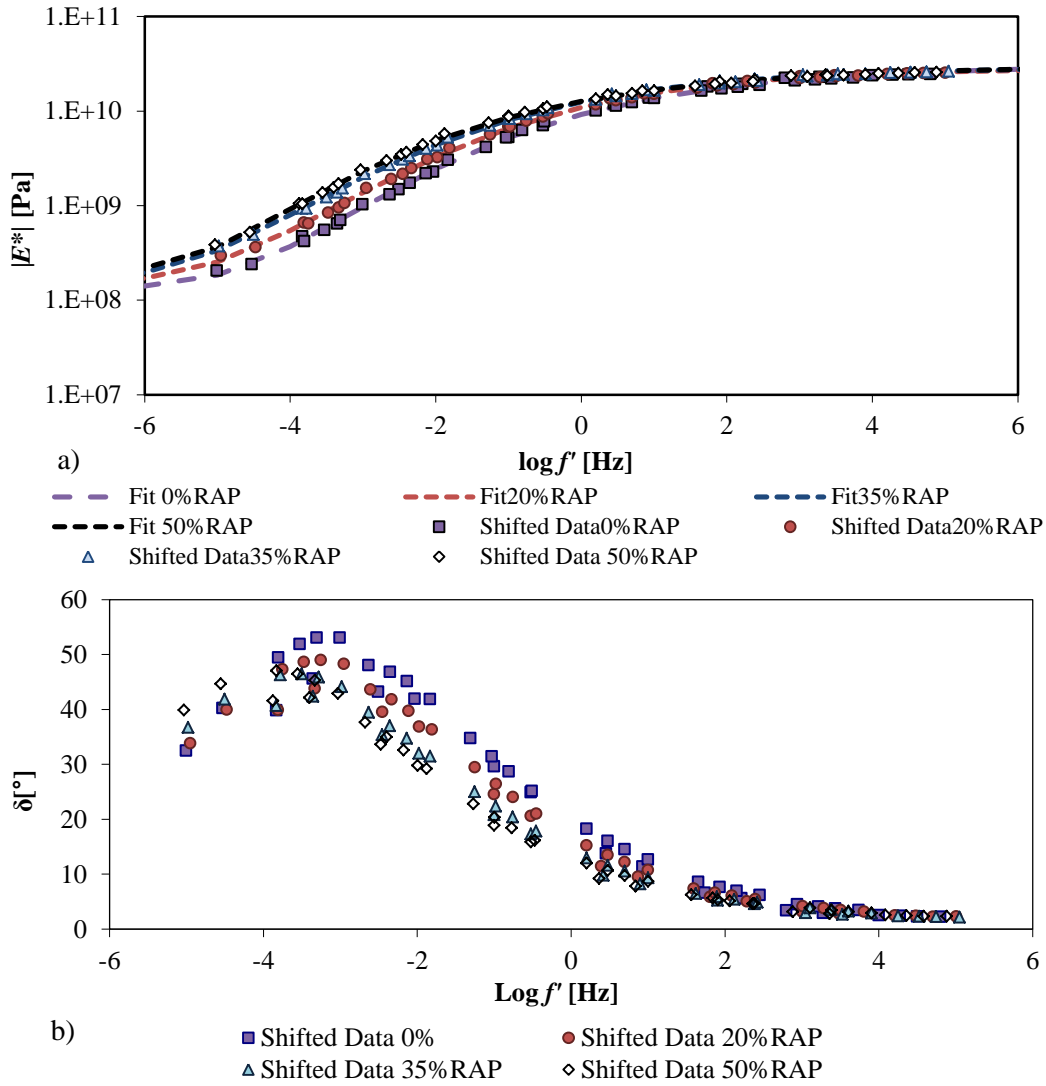 1.E+11
1.E+10
1.E+09
1.E+08
1.E+07
|E*| [Pa]
-6 -4 -2 0 2 4 6
log f' [Hz]
a)
Fit 0%RAP Fit20%RAP Fit35%RAP
Fit 50%RAP Shifted Data0%RAP Shifted Data20%RAP
Shifted Data35%RAP Shifted Data 50%RAP
60
50
40
30
20
10
0
δ[°]
-6 -4 -2 0 2 4 6
Log f' [Hz]
b)
Shifted Data 0% Shifted Data 20%RAP
Shifted Data 35%RAP Shifted Data 50%RAP